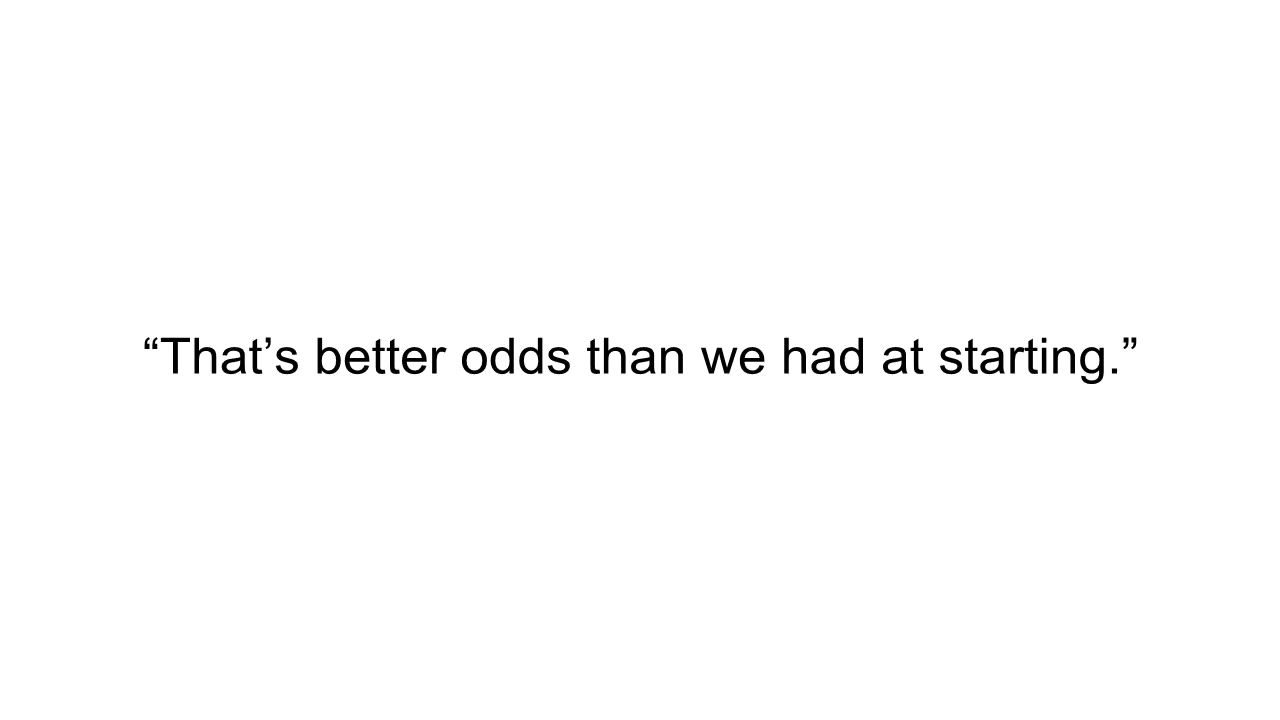 “That’s better odds than we had at starting.”